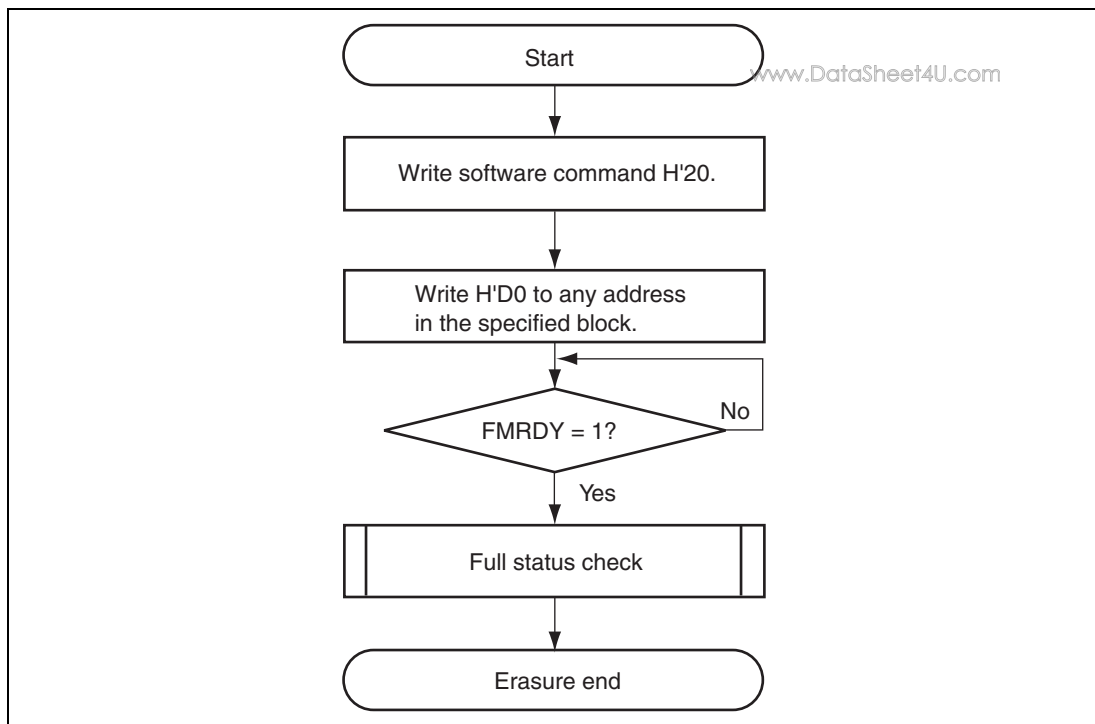 Start
www.DataSheet4U.com
Write software command H'20.
Write H'D0 to any address
in the specified block.
No
FMRDY = 1?
Yes
Full status check
Erasure end